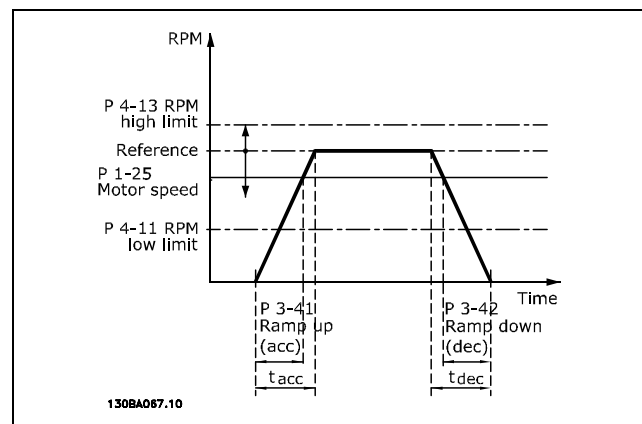 RPM
P 4-13 RPM
high limit
Reference
P 1-25
Motor speed
P 4-11 RPM
low limit
Time
P 3-41
Ramp up
(acc)
tacc
P 3-42
Ramp down
(dec)
tdec
130BA067.10